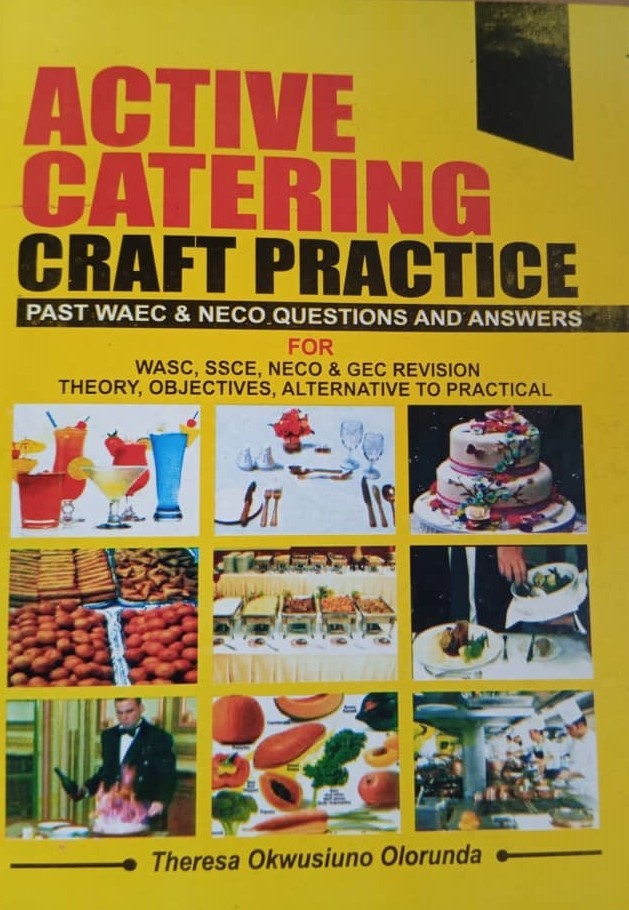 ACTIVE
CATERING
CRAFT PRACTICE
PAST WAEC & NECO QUESTIONS AND ANSWERS
FOR
WASC, SSCE, NECO & GEC REVISION
THEORY, OBJECTIVES, ALTERNATIVE TO PRACTICAL
Theresa Okwusiuno Olorunda